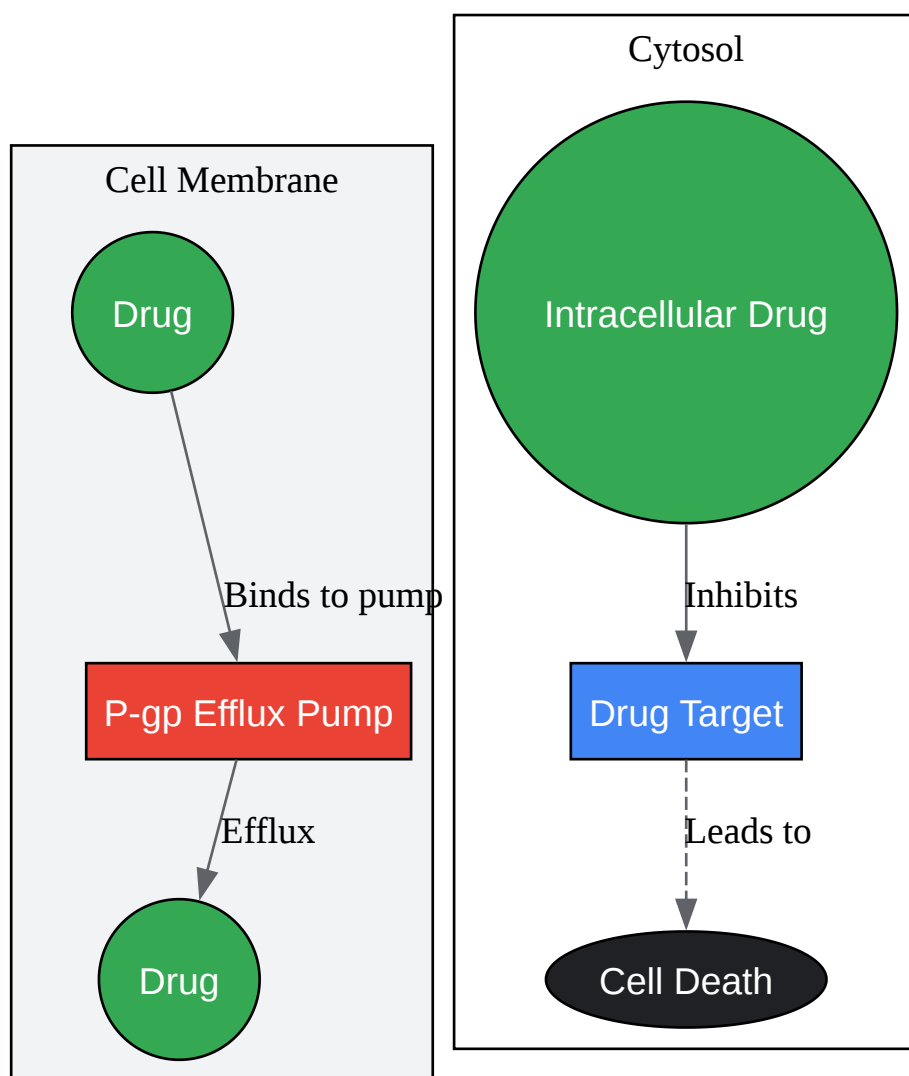 Cell Membrane
Drug
Binds to pump
P-gp Efflux Pump
Efflux
Drug
Cytosol
Intracellular Drug
Inhibits
Drug Target
Leads to
Cell Death